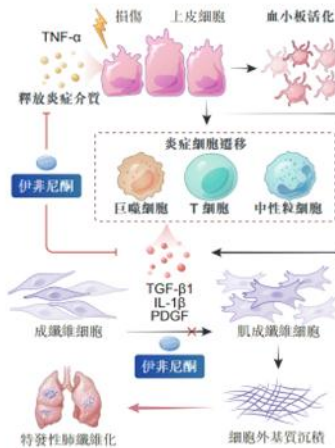 損傷
上皮細胞
血小板活化
TNF-α
釋放炎症介質
炎症細胞遷移
伊非尼酮
巨噬細胞
T 細胞
中性粒細胞
TGF-β1
IL-1β
PDGF
成纖維細胞
肌成纖維細胞
伊非尼酮
特發性肺纖維化
細胞外基質沉積